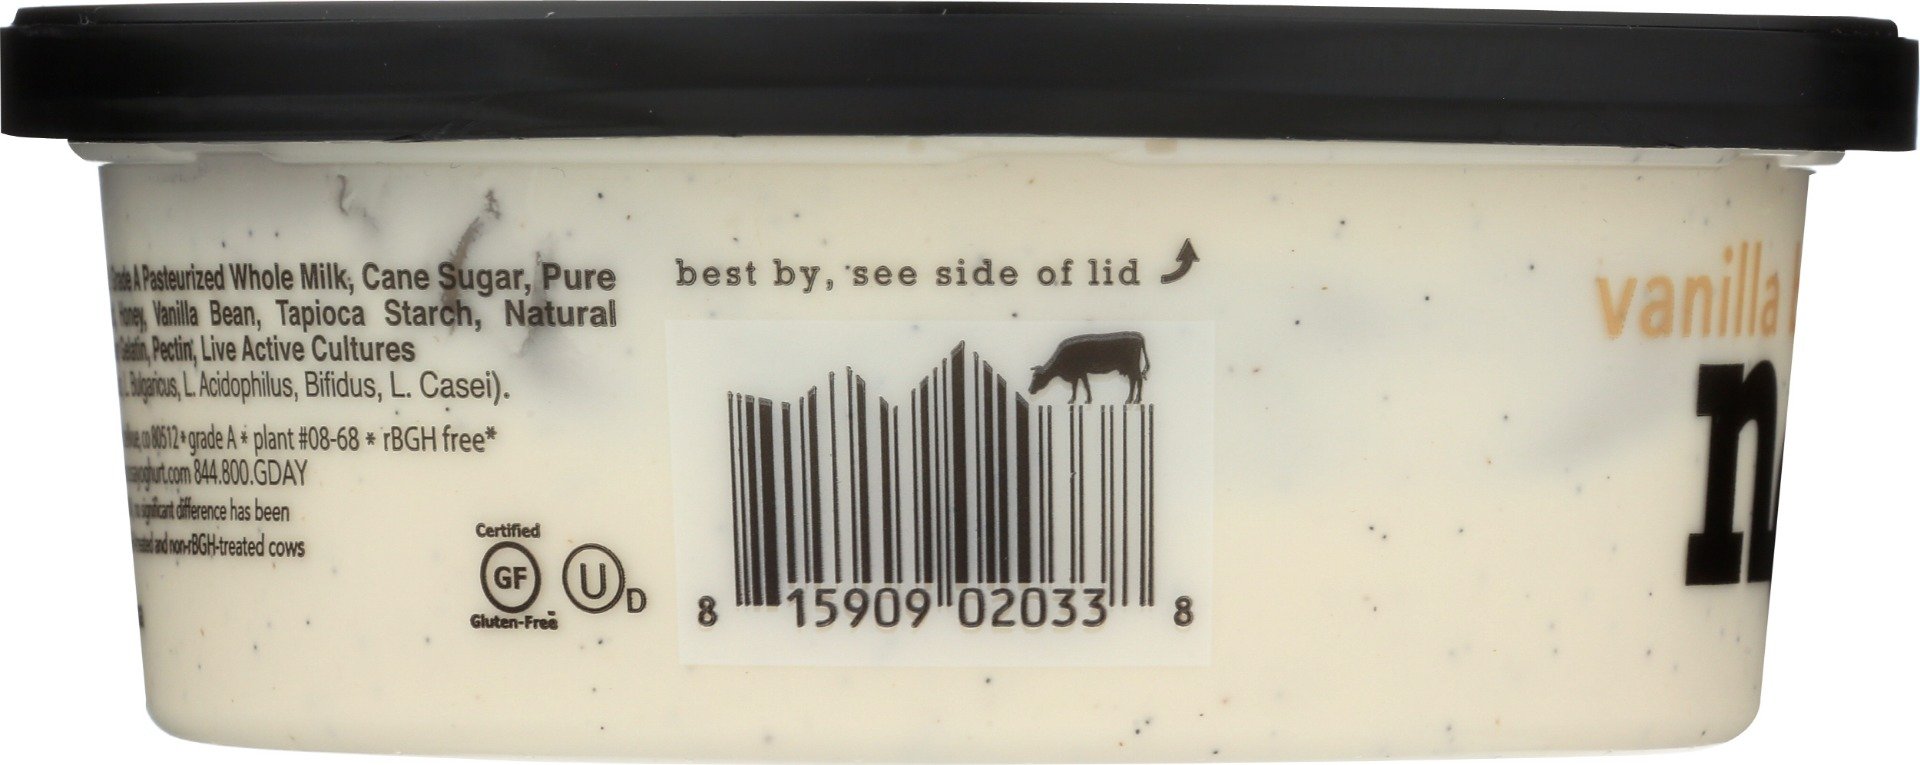 Grade A Pasteurized Whole Milk, Cane Sugar, Pure
Honey, Vanilla Bean, Tapioca Starch, Natural
Gelatin, Pectin, Live Active Cultures
L. Bulgaricus, L. Acidophilus, Bifidus, L. Casei).
co 80512 * grade A * plant #08-68 * rBGH free*
844.800.GDAY
significant difference has been
and non-rBGH-treated cows
Certified
GF
Gluten-Free
U D
best by, see side of lid
8 15909 02033 8
vanilla
n